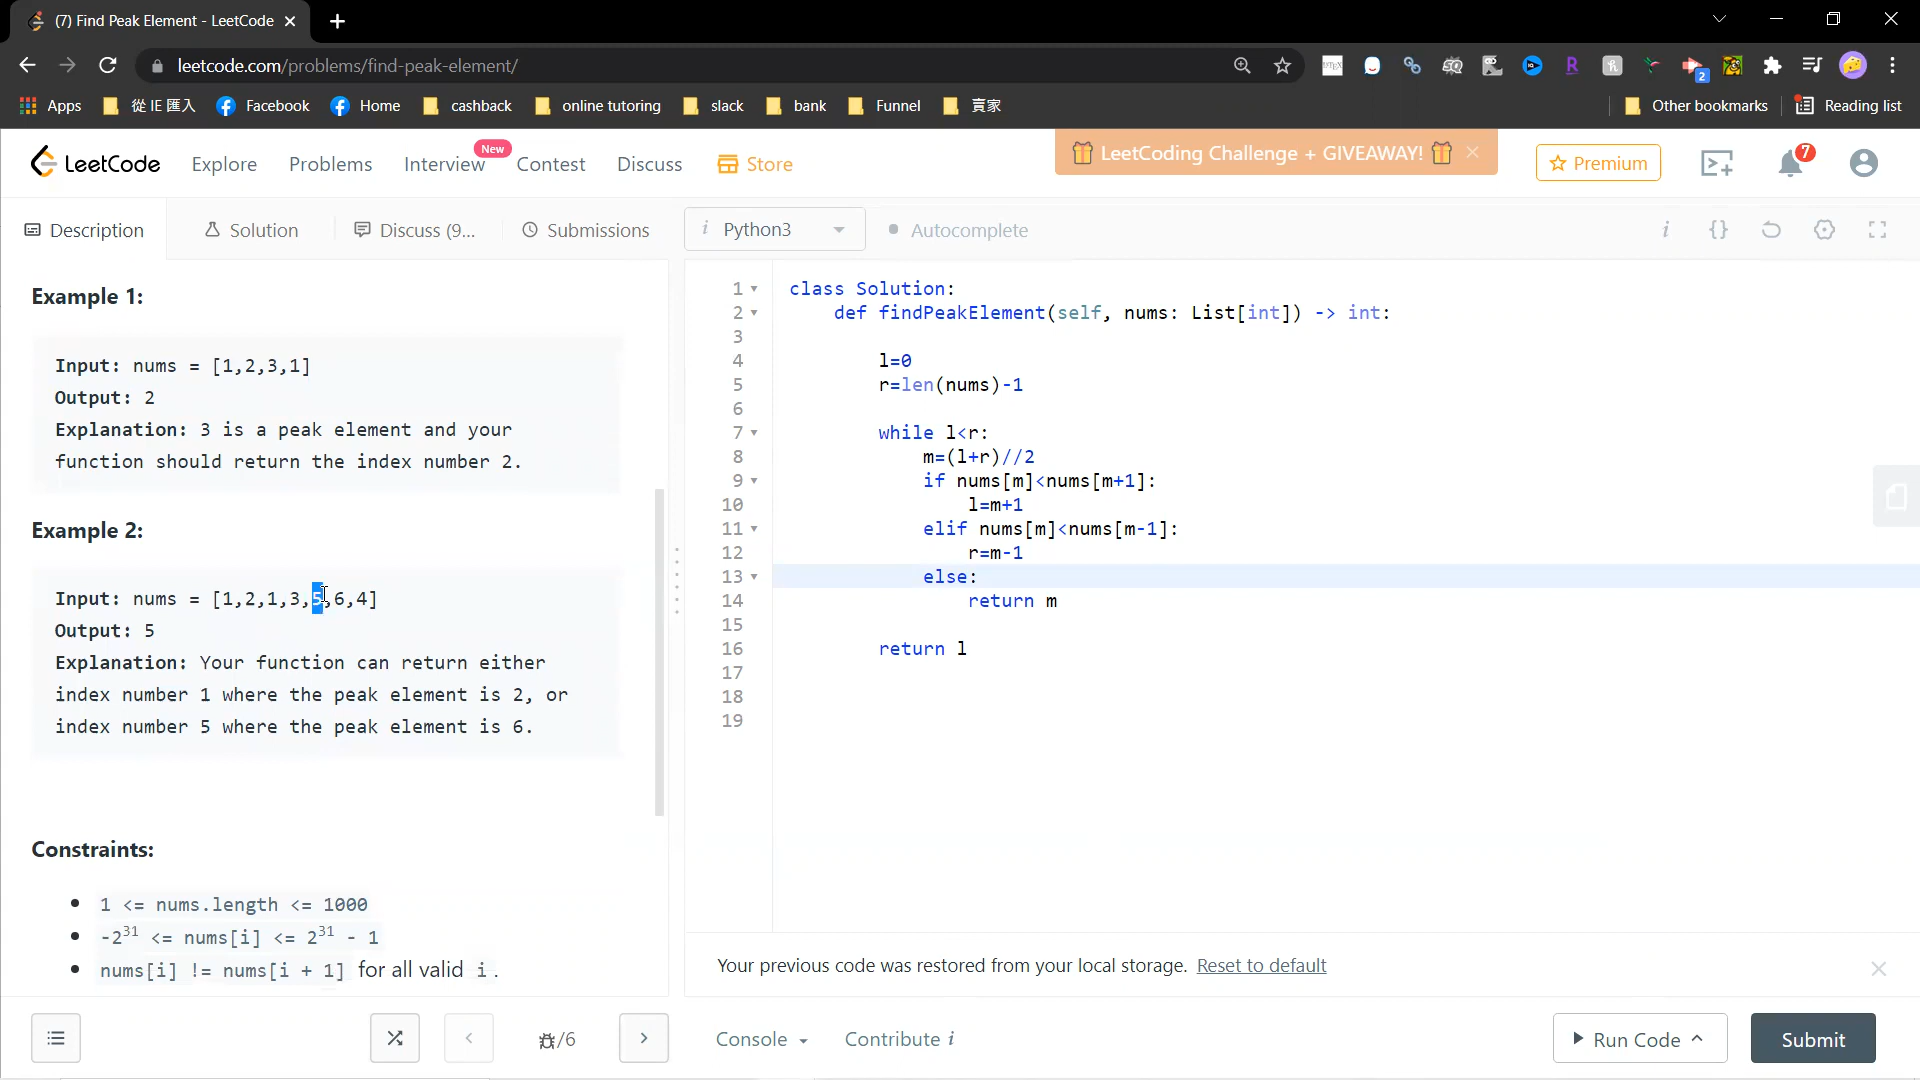 (7) Find Peak Element - LeetCode
leetcode.com/problems/find-peak-element/
2
Apps 從 IE 匯入 Facebook Home cashback online tutoring slack bank Funnel 賣家 Other bookmarks Reading list
LeetCode Explore Problems Interview New Contest Discuss Store LeetCoding Challenge + GIVEAWAY! Premium 7
Description Solution Discuss (9... Submissions
i Python3 Autocomplete i {}
Example 1:
Input: nums = [1,2,3,1]
Output: 2
Explanation: 3 is a peak element and your
function should return the index number 2.
Example 2:
Input: nums = [1,2,1,3,5,6,4]
Output: 5
Explanation: Your function can return either
index number 1 where the peak element is 2, or
index number 5 where the peak element is 6.
Constraints:
1 <= nums.length <= 1000
-2³¹ <= nums[i] <= 2³¹ - 1
nums[i] != nums[i + 1] for all valid i.
1 class Solution:
2 def findPeakElement(self, nums: List[int]) -> int:
3
4 l=0
5 r=len(nums)-1
6
7 while l<r:
8 m=(l+r)//2
9 if nums[m]<nums[m+1]:
10 l=m+1
11 elif nums[m]<nums[m-1]:
12 r=m-1
13 else:
14 return m
15
16 return l
17
18
19
Your previous code was restored from your local storage. Reset to default
/6
Console Contribute i
Run Code Submit